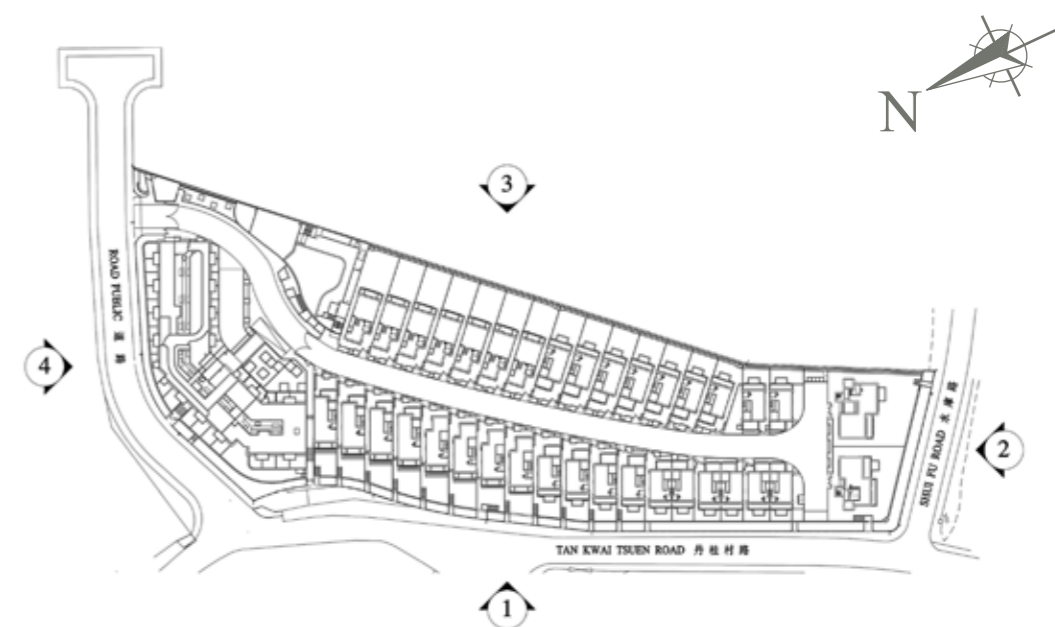 N
3
ROAD PUBLIC 道路
4
2
SHUI FU ROAD 水富路
TAN KWAI TSUEN ROAD 丹桂村路
1